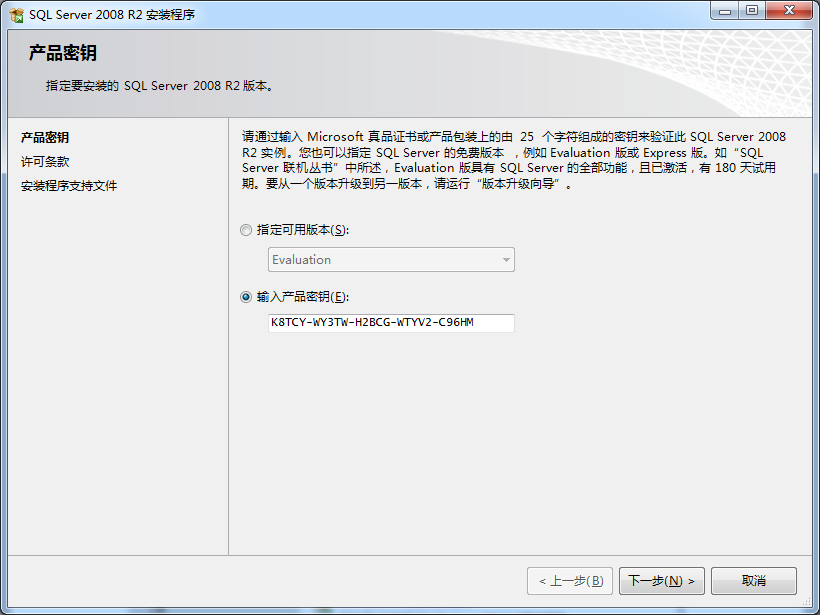 SQL Server 2008 R2 安装程序
产品密钥
指定要安装的 SQL Server 2008 R2 版本。
产品密钥
许可条款
安装程序支持文件
请通过输入 Microsoft 真品证书或产品包装上的由 25 个字符组成的密钥来验证此 SQL Server 2008
R2 实例。您也可以指定 SQL Server 的免费版本 ，例如 Evaluation 版或 Express 版。如“SQL
Server 联机丛书”中所述，Evaluation 版具有 SQL Server 的全部功能，且已激活，有 180 天试用
期。要从一个版本升级到另一版本，请运行“版本升级向导”。
指定可用版本(S):
Evaluation
输入产品密钥(E):
K8TCY-WY3TW-H2BCG-WTYV2-C96HM
< 上一步(B)
下一步(N) >
取消